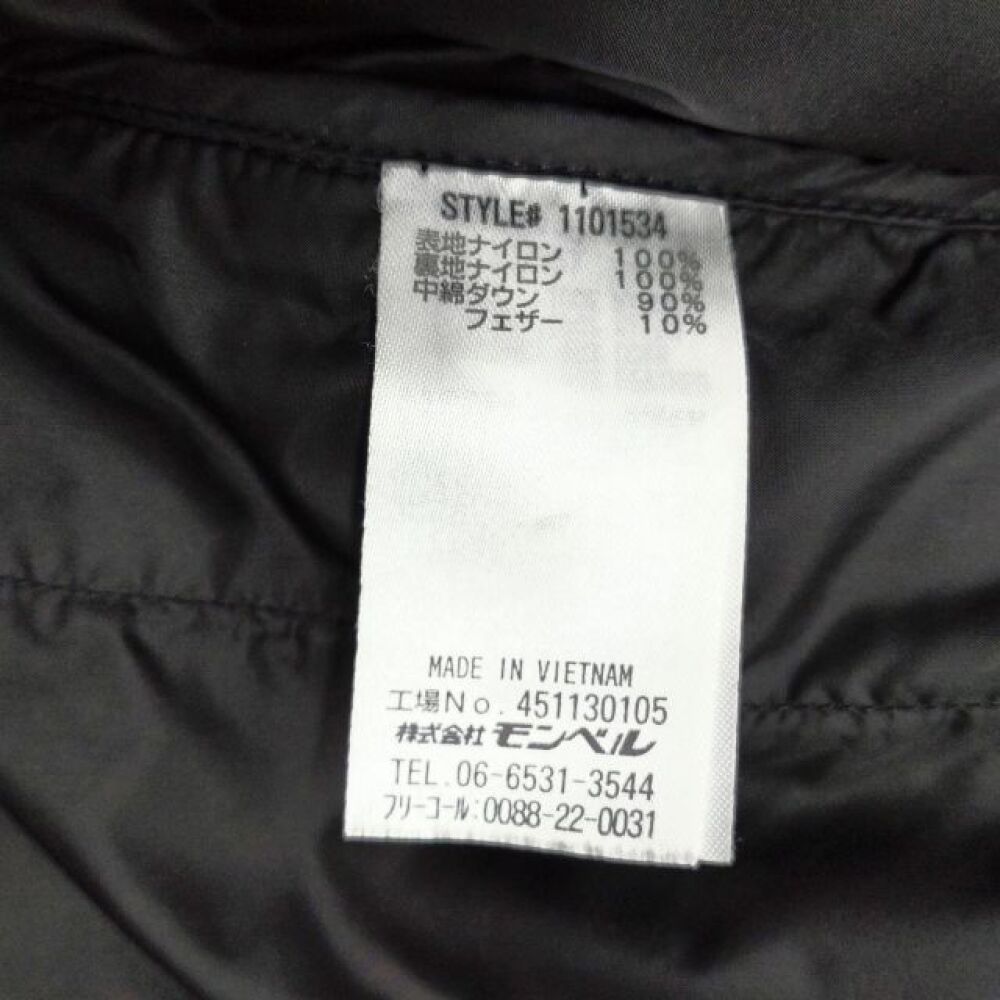 STYLE# 1101534
表地ナイロン 100%
裏地ナイロン 100%
中綿ダウン 90%
フェザー 10%
MADE IN VIETNAM
工場No. 451130105
株式会社 モンベル
TEL. 06-6531-3544
フリーコール:0088-22-0031